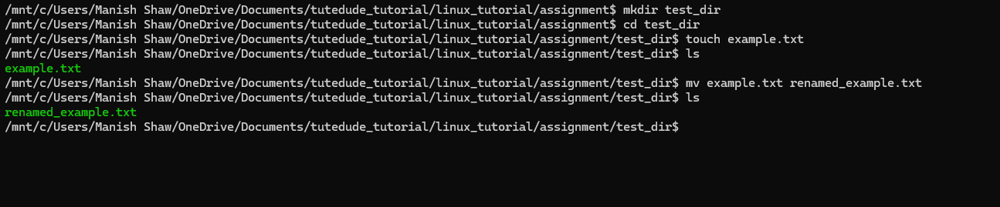 /mnt/c/Users/Manish Shaw/OneDrive/Documents/tutedude_tutorial/linux_tutorial/assignment$ mkdir test_dir
/mnt/c/Users/Manish Shaw/OneDrive/Documents/tutedude_tutorial/linux_tutorial/assignment$ cd test_dir
/mnt/c/Users/Manish Shaw/OneDrive/Documents/tutedude_tutorial/linux_tutorial/assignment/test_dir$ touch example.txt
/mnt/c/Users/Manish Shaw/OneDrive/Documents/tutedude_tutorial/linux_tutorial/assignment/test_dir$ ls
example.txt
/mnt/c/Users/Manish Shaw/OneDrive/Documents/tutedude_tutorial/linux_tutorial/assignment/test_dir$ mv example.txt renamed_example.txt
/mnt/c/Users/Manish Shaw/OneDrive/Documents/tutedude_tutorial/linux_tutorial/assignment/test_dir$ ls
renamed_example.txt
/mnt/c/Users/Manish Shaw/OneDrive/Documents/tutedude_tutorial/linux_tutorial/assignment/test_dir$